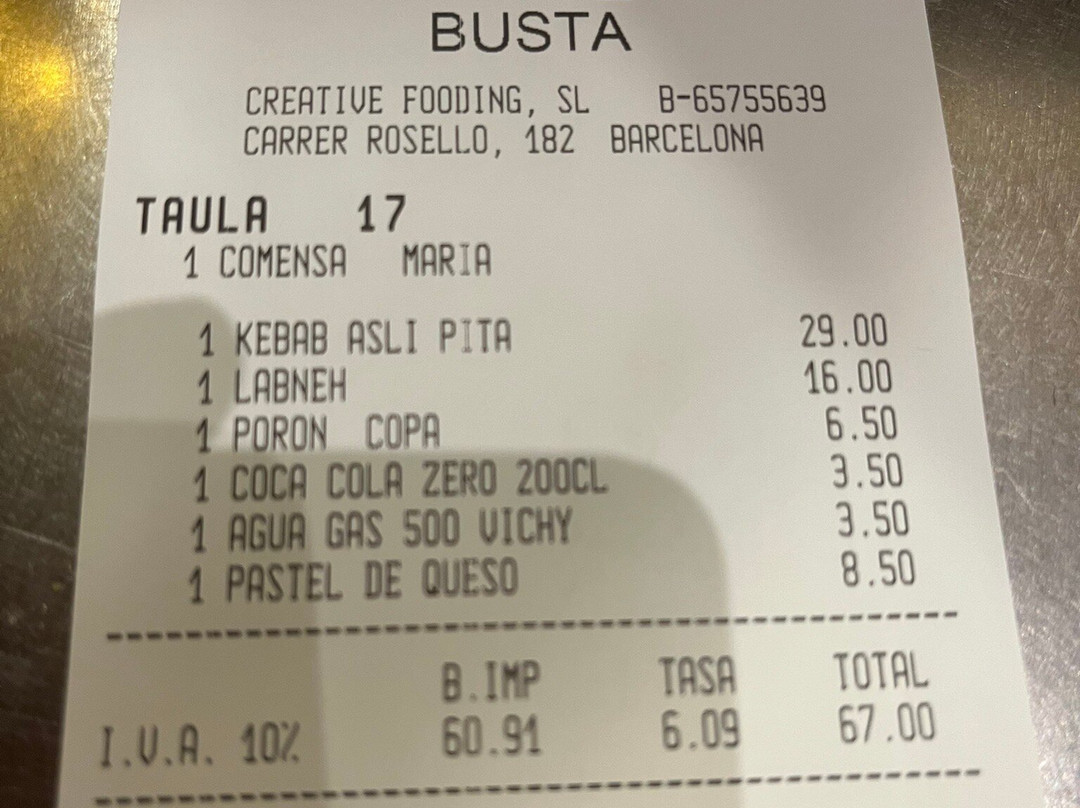 BUSTA
CREATIVE FOODING, SL B-65755639
CARRER ROSELLO, 182 BARCELONA
TAULA 17
1 COMENSA MARIA
1 KEBAB ASLI PITA 29.00
1 LABNEH 16.00
1 PORON COPA 6.50
1 COCA COLA ZERO 200CL 3.50
1 AGUA GAS 500 VICHY 3.50
1 PASTEL DE QUESO 8.50
B.IMP TASA TOTAL
I.V.A. 10% 60.91 6.09 67.00